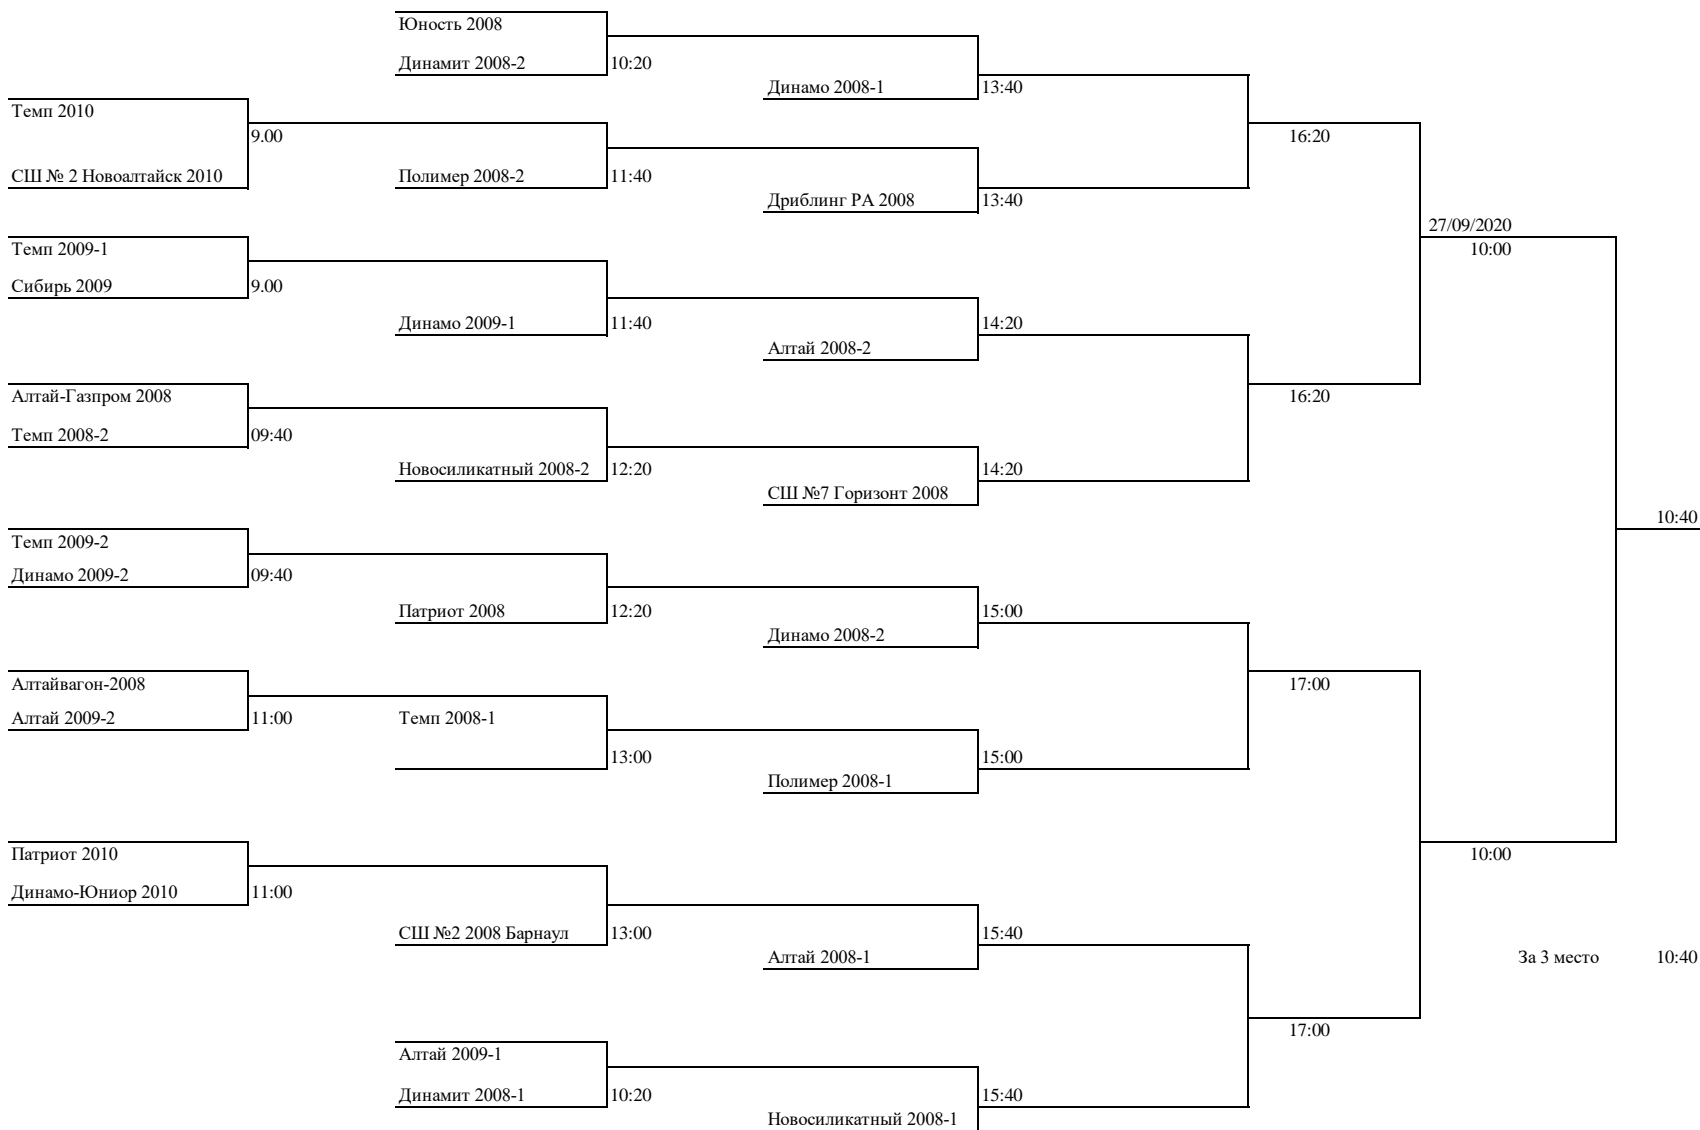 Юность 2008
Динамит 2008-2 10:20
Динамо 2008-1 13:40
Темп 2010
9.00 16:20
СШ № 2 Новоалтайск 2010 Полимер 2008-2 11:40
Дриблинг РА 2008 13:40
27/09/2020
Темп 2009-1 10:00
Сибирь 2009 9.00
Динамо 2009-1 11:40 14:20
Алтай 2008-2
Алтай-Газпром 2008 16:20
Темп 2008-2 09:40
Новосиликатный 2008-2 12:20 14:20
СШ №7 Горизонт 2008
10:40
Темп 2009-2
Динамо 2009-2 09:40
Патриот 2008 12:20 15:00
Динамо 2008-2
Алтайвагон-2008 17:00
Алтай 2009-2 11:00 Темп 2008-1
13:00 15:00
Полимер 2008-1
Патриот 2010 10:00
Динамо-Юниор 2010 11:00
СШ №2 2008 Барнаул 13:00 15:40
Алтай 2008-1 За 3 место 10:40
17:00
Алтай 2009-1
Динамит 2008-1 10:20 15:40
Новосиликатный 2008-1